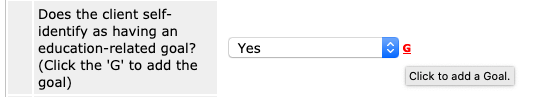 Does the client self-
identify as having an
education-related goal?
(Click the 'G' to add the
goal)
Yes
G
Click to add a Goal.